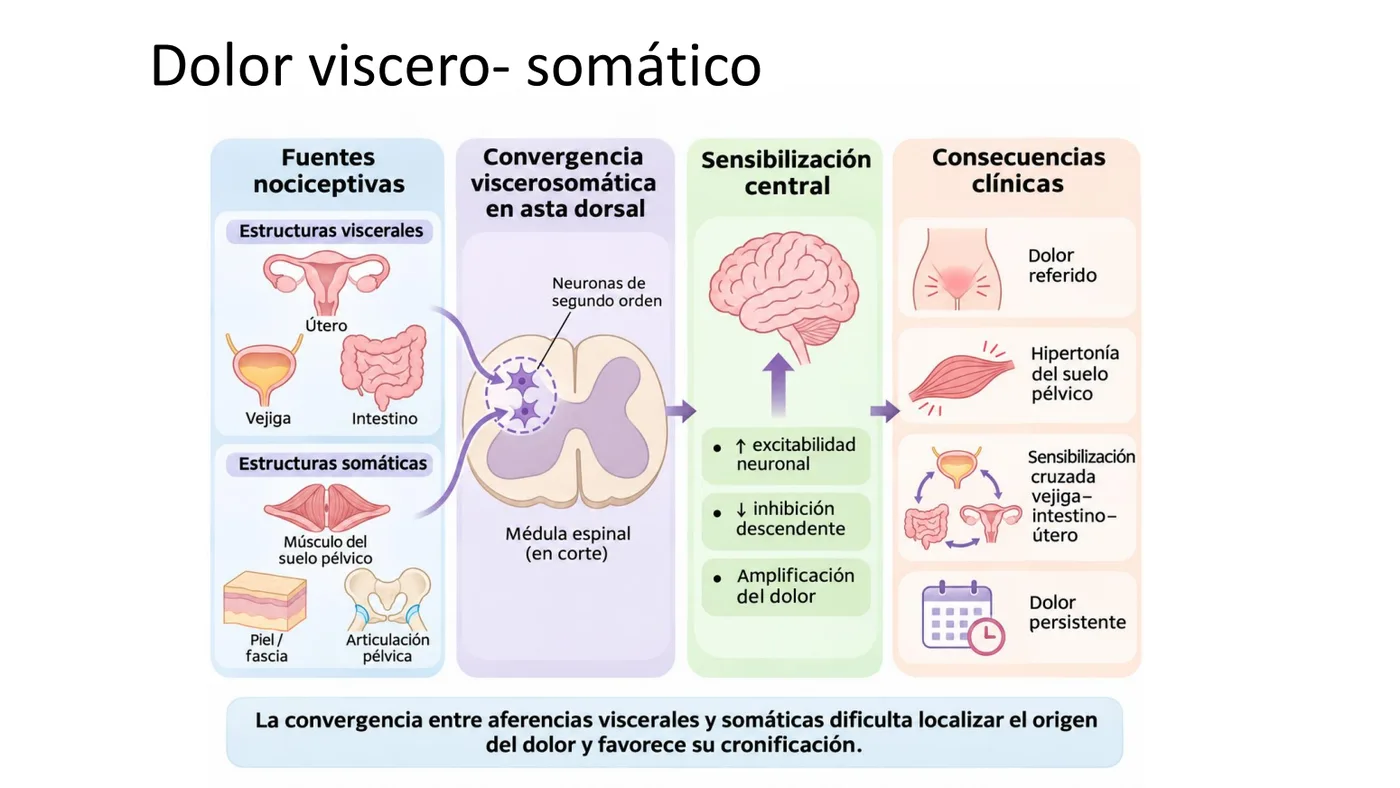 Dolor viscero- somático
Fuentes
nociceptivas
Estructuras viscerales
Útero
Vejiga
Intestino
Estructuras somáticas
Músculo del
suelo pélvico
Piel /
fascia
Articulación
pélvica
Convergencia
viscerosomática
en asta dorsal
Neuronas de
segundo orden
Médula espinal
(en corte)
Sensibilización
central
• ↑ excitabilidad
neuronal
• ↓ inhibición
descendente
• Amplificación
del dolor
Consecuencias
clínicas
Dolor
referido
Hipertonía
del suelo
pélvico
Sensibilización
cruzada
vejiga–
intestino–
útero
Dolor
persistente
La convergencia entre aferencias viscerales y somáticas dificulta localizar el origen
del dolor y favorece su cronificación.